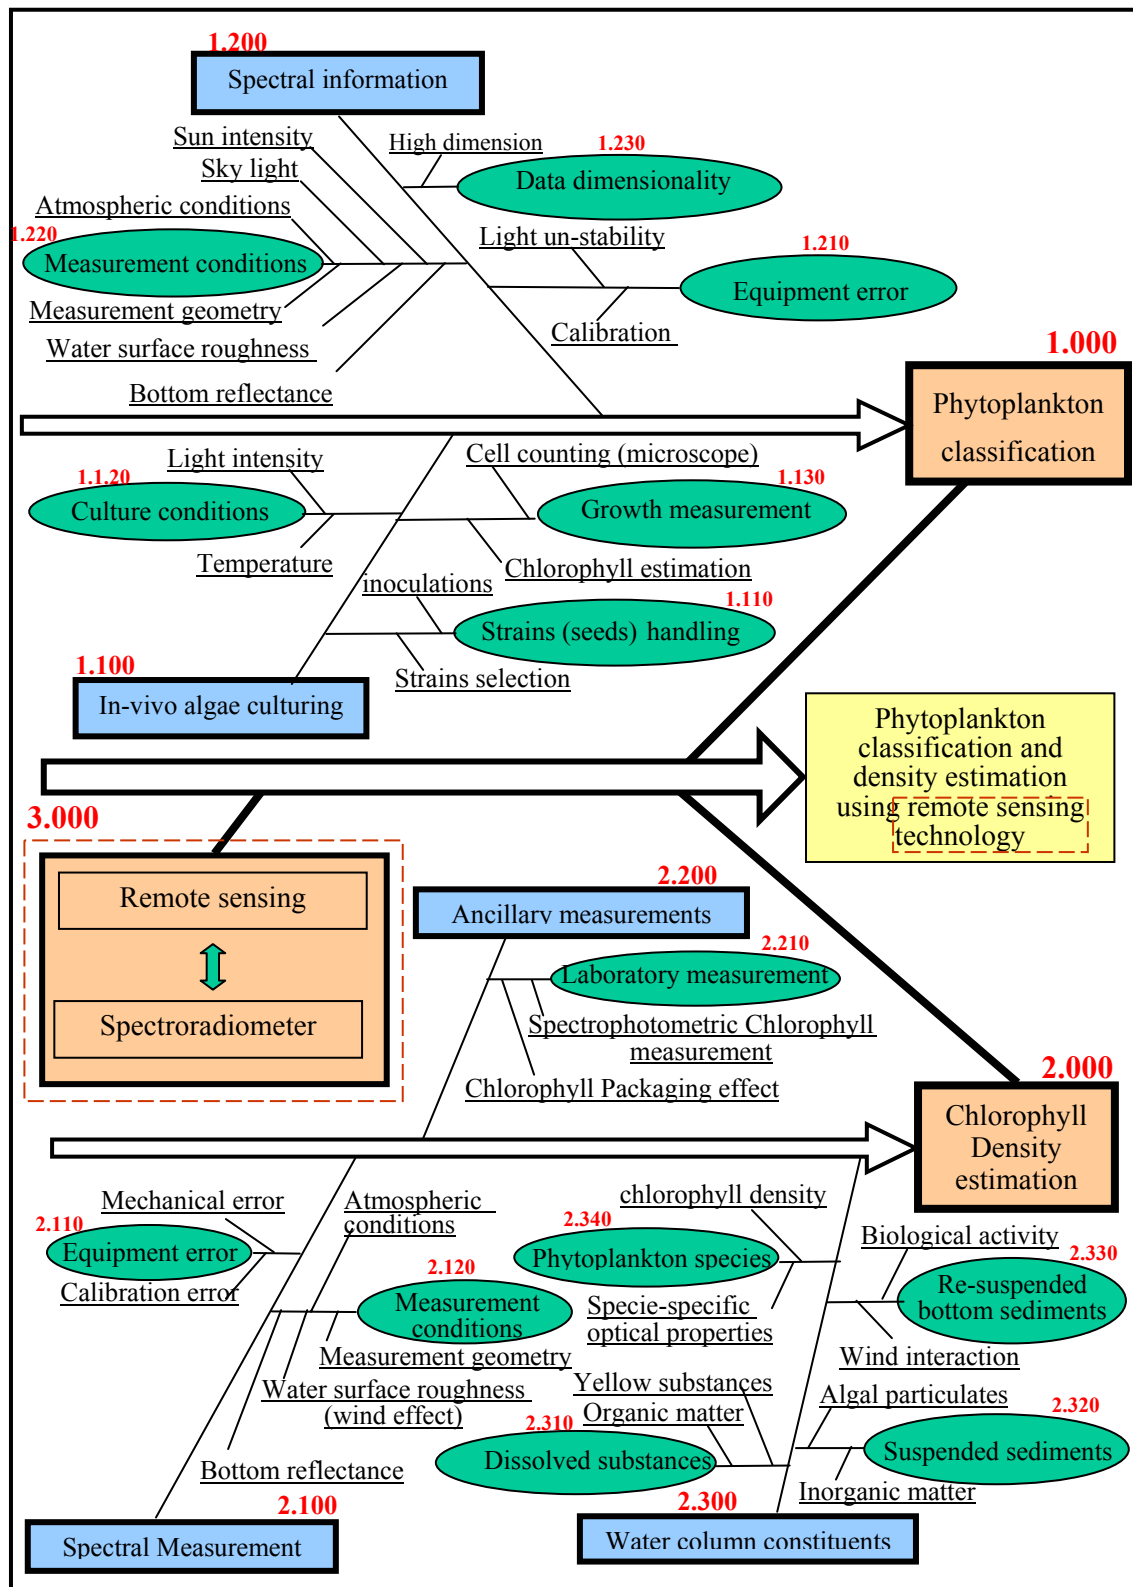 1.200
Spectral information
Sun intensity
High dimension
1.230
Sky light
Data dimensionality
Atmospheric conditions
1.220
Measurement conditions
Light un-stability
1.210
Equipment error
Measurement geometry
Calibration
Water surface roughness
Bottom reflectance
1.000
Phytoplankton
classification
Cell counting (microscope)
Light intensity
1.1.20
Culture conditions
1.130
Growth measurement
Temperature
Chlorophyll estimation
inoculations
1.110
Strains (seeds) handling
Strains selection
1.100
In-vivo algae culturing
Phytoplankton
classification and
density estimation
using remote sensing
technology
3.000
Remote sensing
Spectroradiometer
2.200
Ancillary measurements
2.210
Laboratory measurement
Spectrophotometric Chlorophyll
measurement
Chlorophyll Packaging effect
2.000
Chlorophyll
Density
estimation
Mechanical error
2.110
Equipment error
Calibration error
Atmospheric
conditions
2.120
Measurement
conditions
Measurement geometry
Water surface roughness
(wind effect)
Bottom reflectance
2.100
Spectral Measurement
chlorophyll density
2.340
Phytoplankton species
Specie-specific
optical properties
Biological activity
2.330
Re-suspended
bottom sediments
Wind interaction
Yellow substances
Organic matter
2.310
Dissolved substances
Algal particulates
2.320
Suspended sediments
Inorganic matter
2.300
Water column constituents